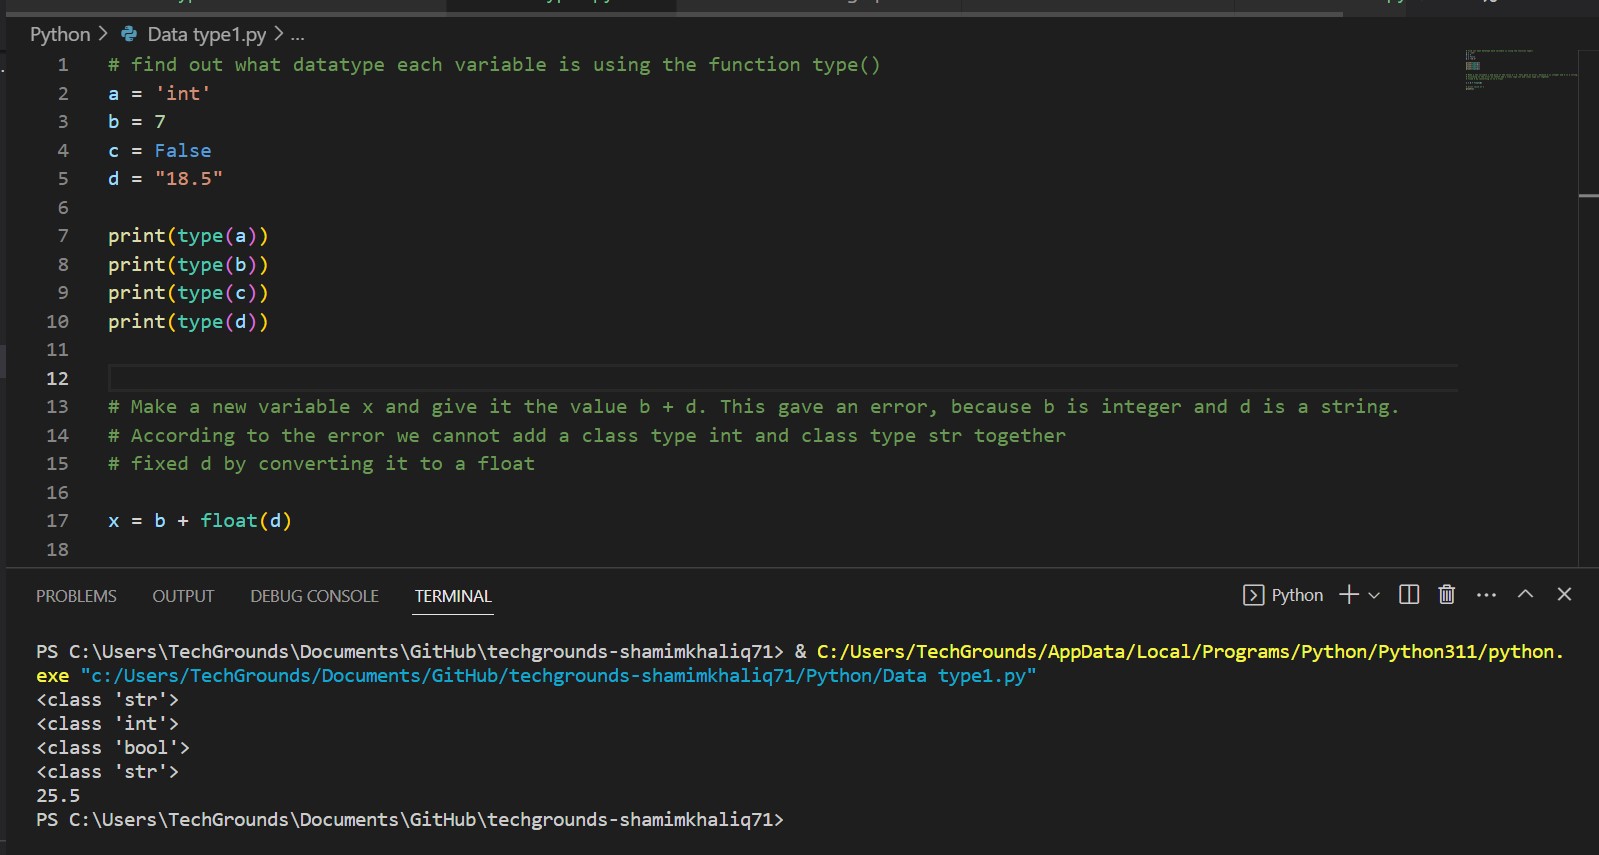 Python > Data type1.py > ...
1 # find out what datatype each variable is using the function type()
2 a = 'int'
3 b = 7
4 c = False
5 d = "18.5"
6
7 print(type(a))
8 print(type(b))
9 print(type(c))
10 print(type(d))
11
12
13 # Make a new variable x and give it the value b + d. This gave an error, because b is integer and d is a string.
14 # According to the error we cannot add a class type int and class type str together
15 # fixed d by converting it to a float
16
17 x = b + float(d)
18
PROBLEMS OUTPUT DEBUG CONSOLE TERMINAL Python
PS C:\Users\TechGrounds\Documents\GitHub\techgrounds-shamimkhaliq71> & C:/Users/TechGrounds/AppData/Local/Programs/Python/Python311/python.
exe "c:/Users/TechGrounds/Documents/GitHub/techgrounds-shamimkhaliq71/Python/Data type1.py"
<class 'str'>
<class 'int'>
<class 'bool'>
<class 'str'>
25.5
PS C:\Users\TechGrounds\Documents\GitHub\techgrounds-shamimkhaliq71>